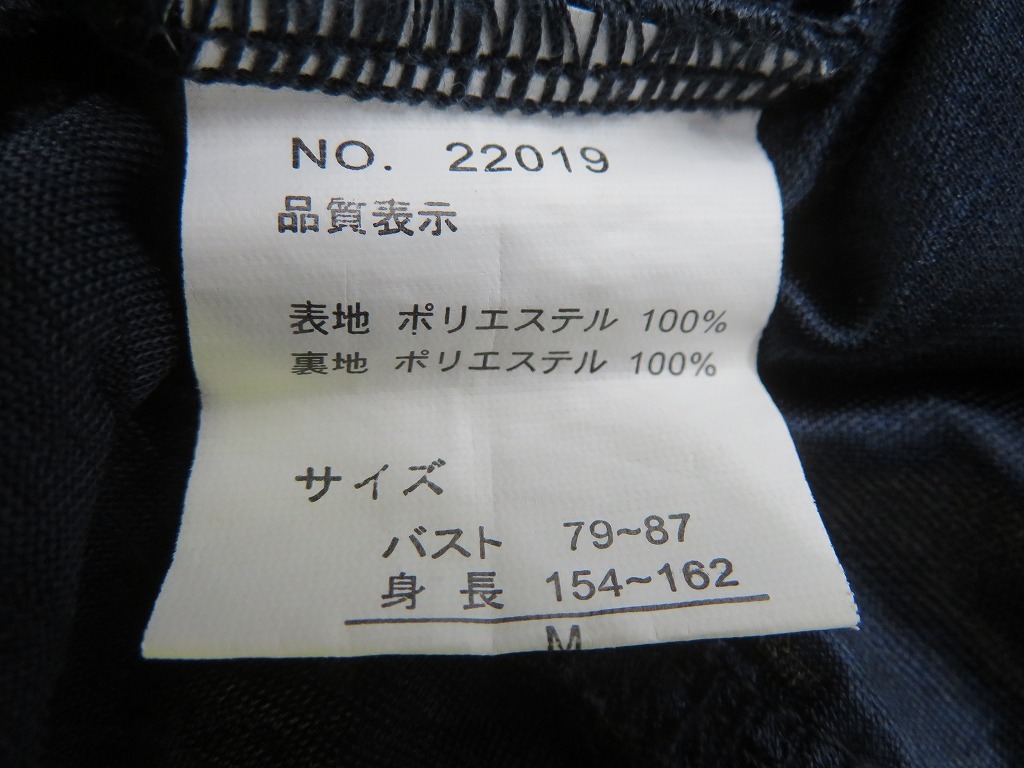 NO. 22019
品質表示
表地 ポリエステル 100%
裏地 ポリエステル 100%
サイズ
バスト 79~87
身長 154~162
M